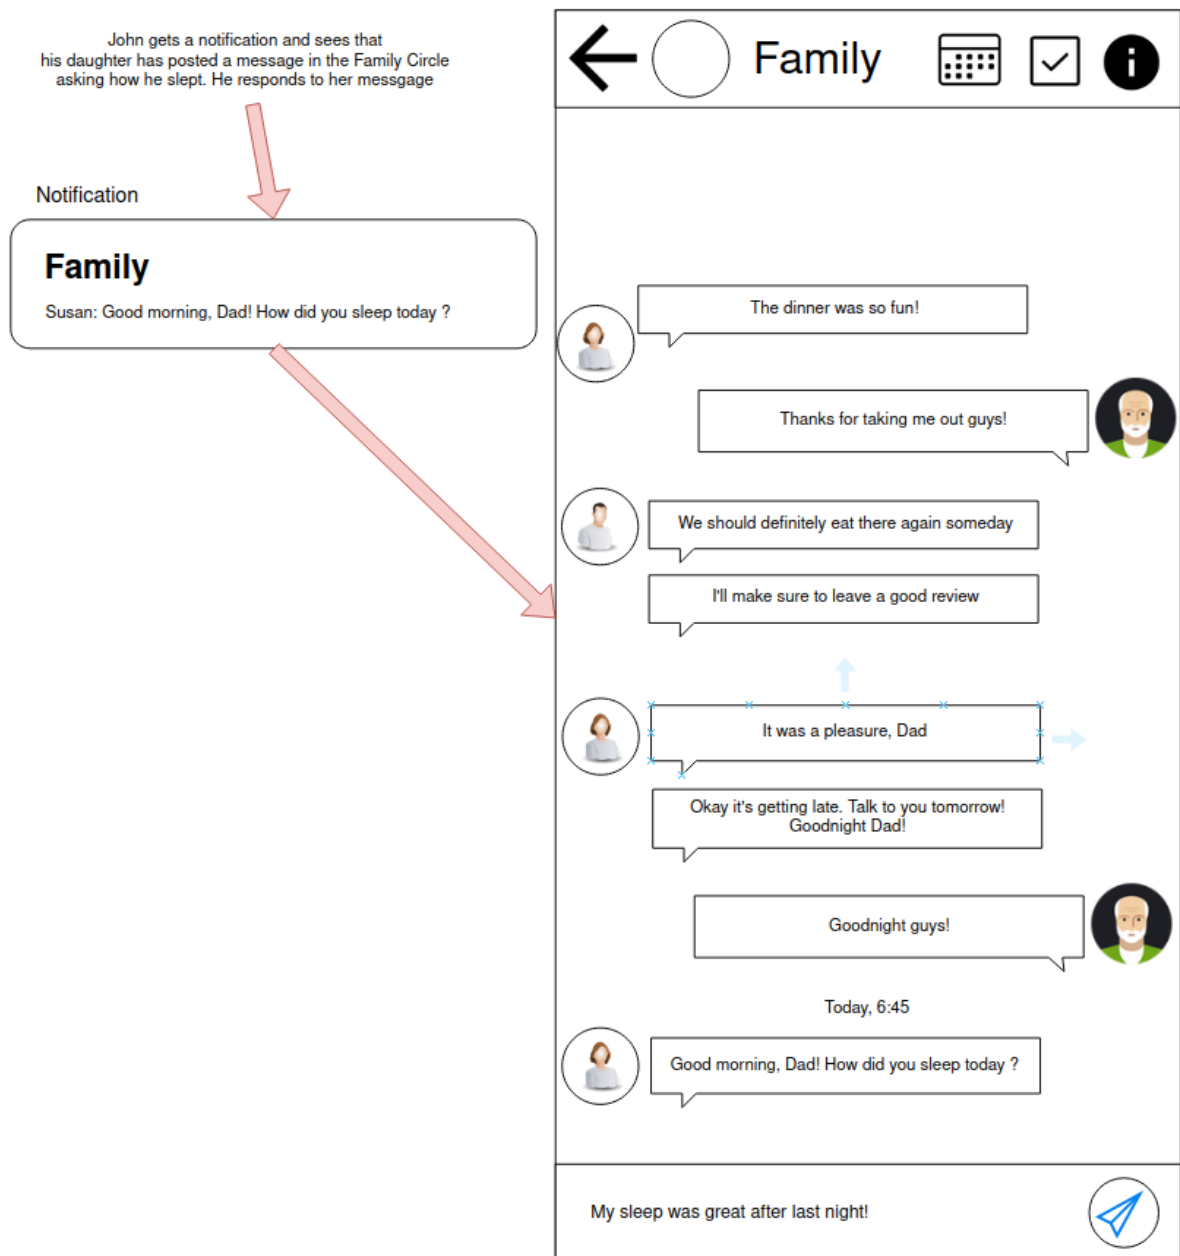 John gets a notification and sees that
his daughter has posted a message in the Family Circle
asking how he slept. He responds to her messgage
Notification
Family
Susan: Good morning, Dad! How did you sleep today ?
Family
The dinner was so fun!
Thanks for taking me out guys!
We should definitely eat there again someday
I'll make sure to leave a good review
It was a pleasure, Dad
Okay it's getting late. Talk to you tomorrow!
Goodnight Dad!
Goodnight guys!
Today, 6:45
Good morning, Dad! How did you sleep today ?
My sleep was great after last night!